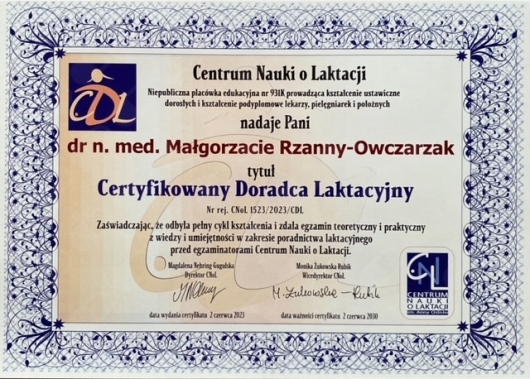 CDL
Centrum Nauki o Laktacji
Niepubliczna placówka edukacyjna nr 931K prowadząca kształcenie ustawiczne
dorosłych i kształcenie podyplomowe lekarzy, pielęgniarek i położnych
nadaje Pani
dr n. med. Małgorzacie Rzanny-Owczarzak
tytuł
Certyfikowany Doradca Laktacyjny
Nr rej. CNoL 1523/2023/CDL
Zaświadczając, że odbyła pełny cykl kształcenia i zdała egzamin teoretyczny i praktyczny
z wiedzy i umiejętności w zakresie poradnictwa laktacyjnego
przed egzaminatorami Centrum Nauki o Laktacji.
Magdalena Nehring Gugulska
Dyrektor CNoL
Monika Żukowska Rubik
Wicedyrektor CNoL
M. Żukowska-Rubik
data wydania certyfikatu 2 czerwca 2023
data ważności certyfikatu 2 czerwca 2030
CNoL
CENTRUM
NAUKI
O LAKTACJI